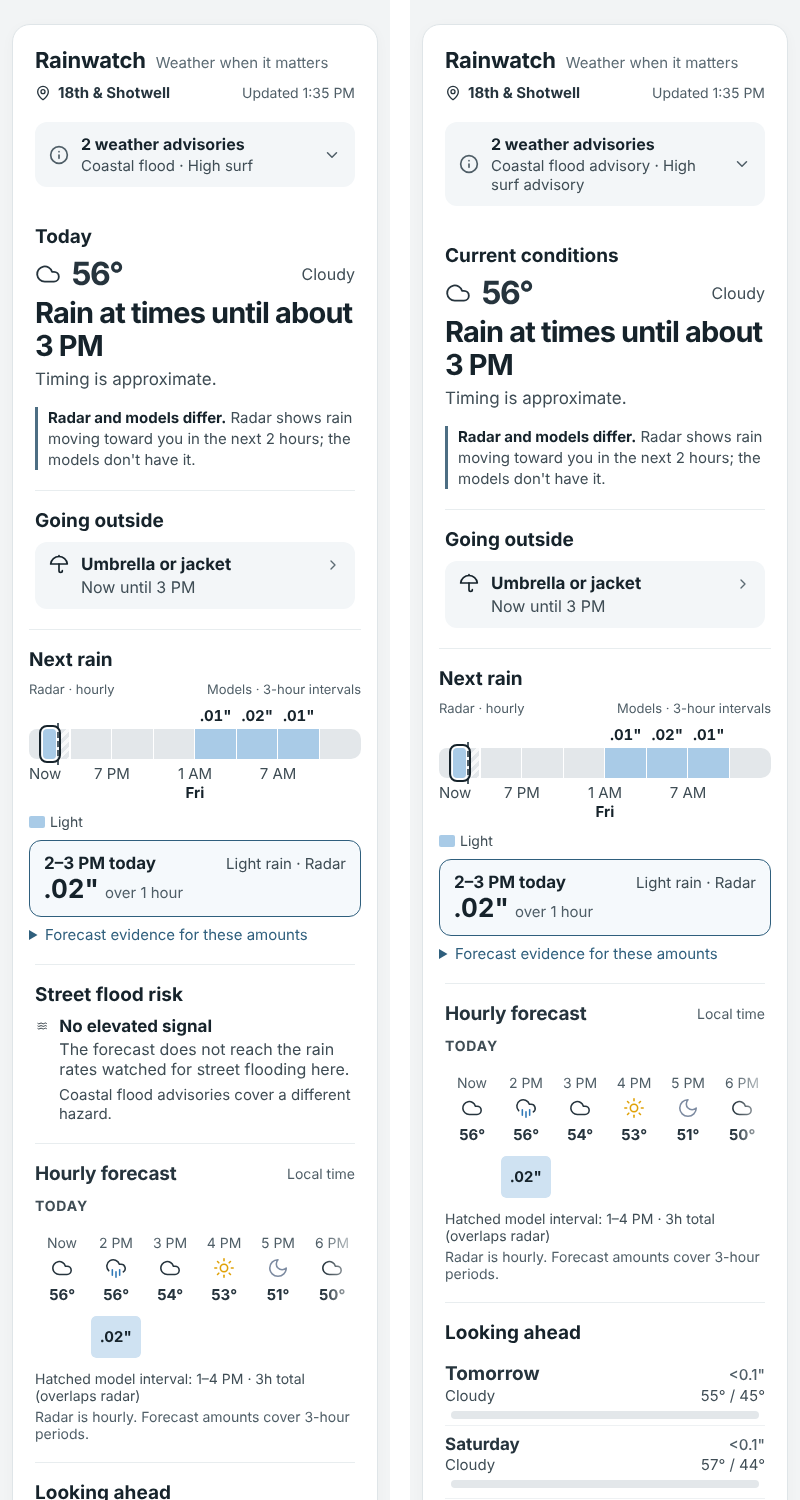 Rainwatch Weather when it matters
18th & Shotwell Updated 1:35 PM
2 weather advisories
Coastal flood · High surf
Today
56° Cloudy
Rain at times until about
3 PM
Timing is approximate.
Radar and models differ. Radar shows rain
moving toward you in the next 2 hours; the
models don't have it.
Going outside
Umbrella or jacket
Now until 3 PM
Next rain
Radar · hourly Models · 3-hour intervals
.01" .02" .01"
Now 7 PM 1 AM 7 AM
Fri
Light
2–3 PM today Light rain · Radar
.02" over 1 hour
Forecast evidence for these amounts
Street flood risk
No elevated signal
The forecast does not reach the rain
rates watched for street flooding here.
Coastal flood advisories cover a different
hazard.
Hourly forecast Local time
TODAY
Now 2 PM 3 PM 4 PM 5 PM 6 PM
56° 56° 54° 53° 51° 50°
.02"
Hatched model interval: 1–4 PM · 3h total
(overlaps radar)
Radar is hourly. Forecast amounts cover 3-hour
periods.
Looking ahead
Rainwatch Weather when it matters
18th & Shotwell Updated 1:35 PM
2 weather advisories
Coastal flood advisory · High
surf advisory
Current conditions
56° Cloudy
Rain at times until about
3 PM
Timing is approximate.
Radar and models differ. Radar shows rain
moving toward you in the next 2 hours; the
models don't have it.
Going outside
Umbrella or jacket
Now until 3 PM
Next rain
Radar · hourly Models · 3-hour intervals
.01" .02" .01"
Now 7 PM 1 AM 7 AM
Fri
Light
2–3 PM today Light rain · Radar
.02" over 1 hour
Forecast evidence for these amounts
Hourly forecast Local time
TODAY
Now 2 PM 3 PM 4 PM 5 PM 6 PM
56° 56° 54° 53° 51° 50°
.02"
Hatched model interval: 1–4 PM · 3h total
(overlaps radar)
Radar is hourly. Forecast amounts cover 3-hour
periods.
Looking ahead
Tomorrow <0.1"
Cloudy 55° / 45°
Saturday <0.1"
Cloudy 57° / 44°